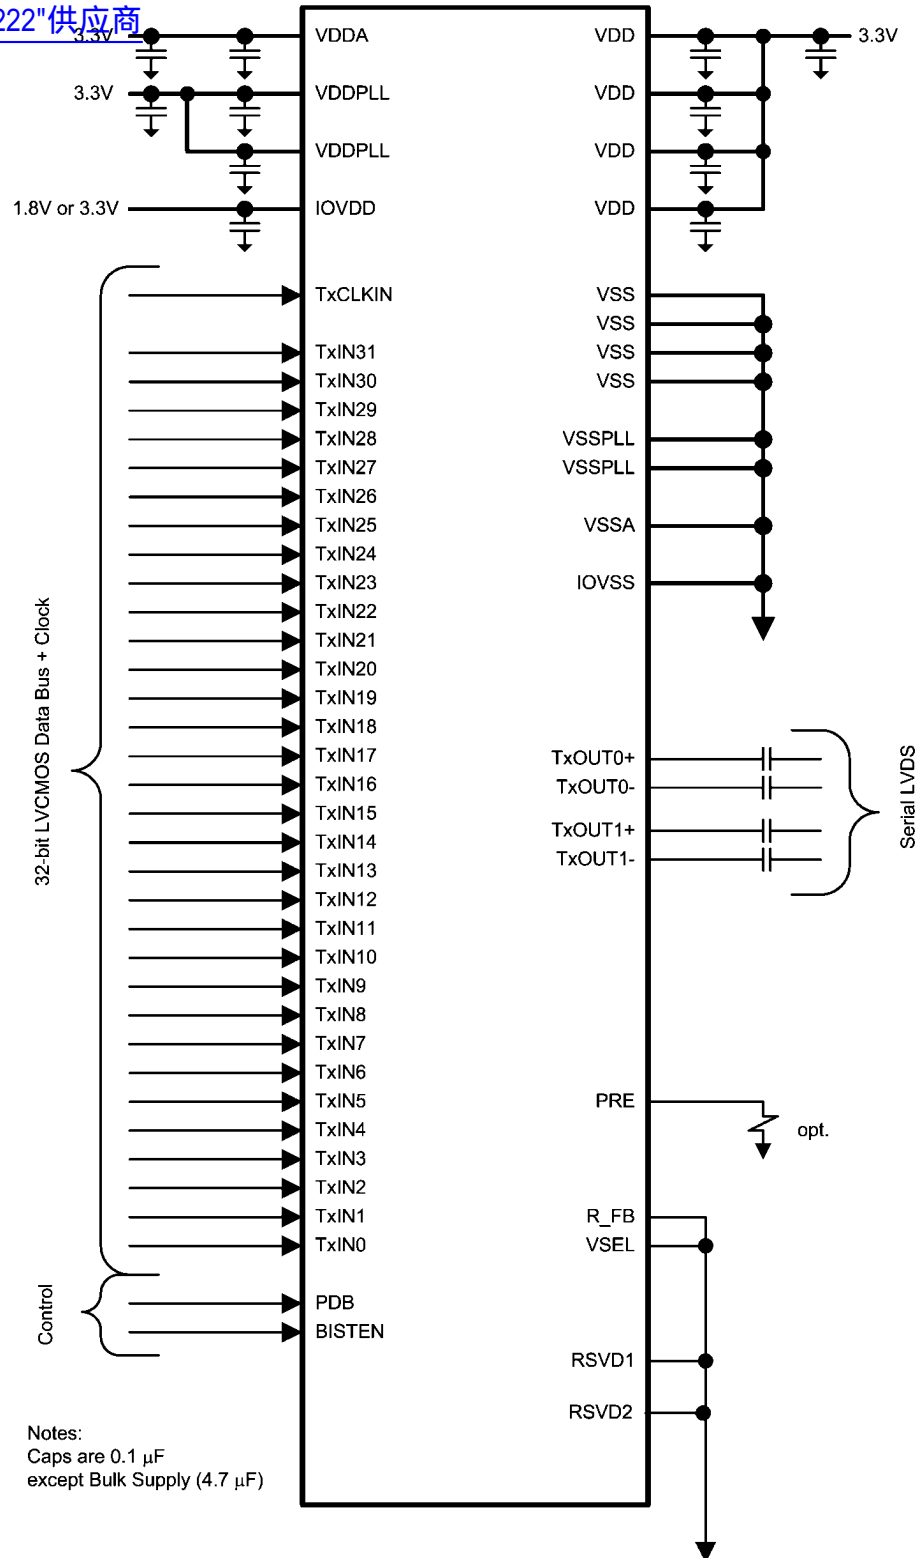 222"供应商
3.3V
VDDA
VDD
3.3V
3.3V
VDDPLL
VDD
VDDPLL
VDD
1.8V or 3.3V
IOVDD
VDD
TxCLKIN
VSS
VSS
TxIN31
VSS
TxIN30
VSS
TxIN29
TxIN28
VSSPLL
TxIN27
VSSPLL
TxIN26
TxIN25
VSSA
TxIN24
TxIN23
IOVSS
TxIN22
TxIN21
TxIN20
TxIN19
TxIN18
TxIN17
TxOUT0+
TxIN16
TxOUT0-
TxIN15
TxIN14
TxOUT1+
TxIN13
TxOUT1-
TxIN12
TxIN11
TxIN10
TxIN9
TxIN8
TxIN7
TxIN6
TxIN5
PRE
TxIN4
opt.
TxIN3
TxIN2
TxIN1
R_FB
TxIN0
VSEL
32-bit LVCMOS Data Bus + Clock
Serial LVDS
Control
PDB
BISTEN
RSVD1
RSVD2
Notes:
Caps are 0.1 μF
except Bulk Supply (4.7 μF)